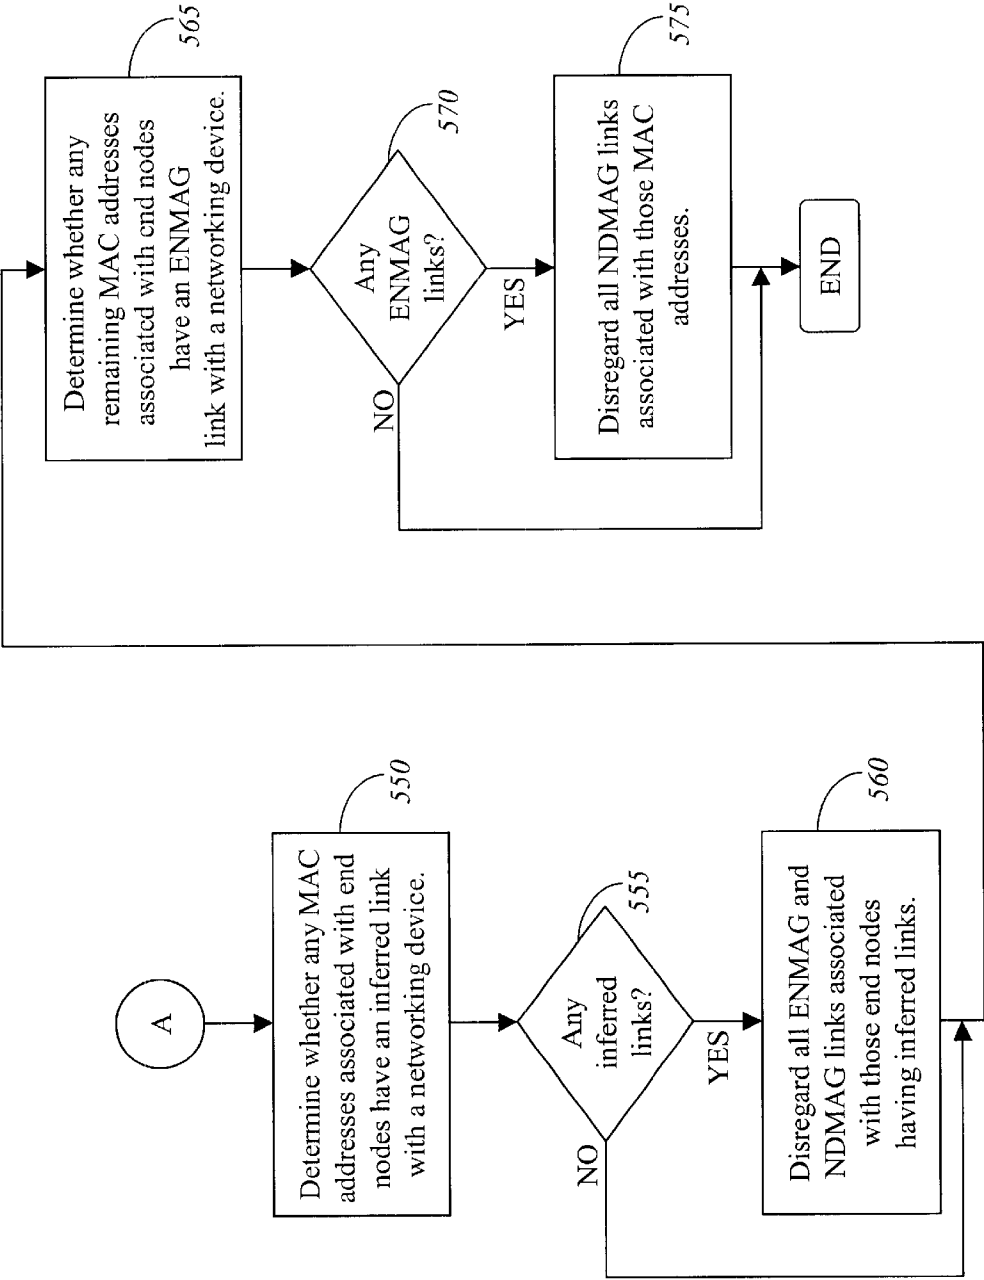 A
Determine whether any MAC
addresses associated with end
nodes have an inferred link
with a networking device.
550
Any
inferred
links?
555
NO
YES
Disregard all ENMAG and
NDMAG links associated
with those end nodes
having inferred links.
560
Determine whether any
remaining MAC addresses
associated with end nodes
have an ENMAG
link with a networking device.
565
Any
ENMAG
links?
570
NO
YES
Disregard all NDMAG links
associated with those MAC
addresses.
575
END